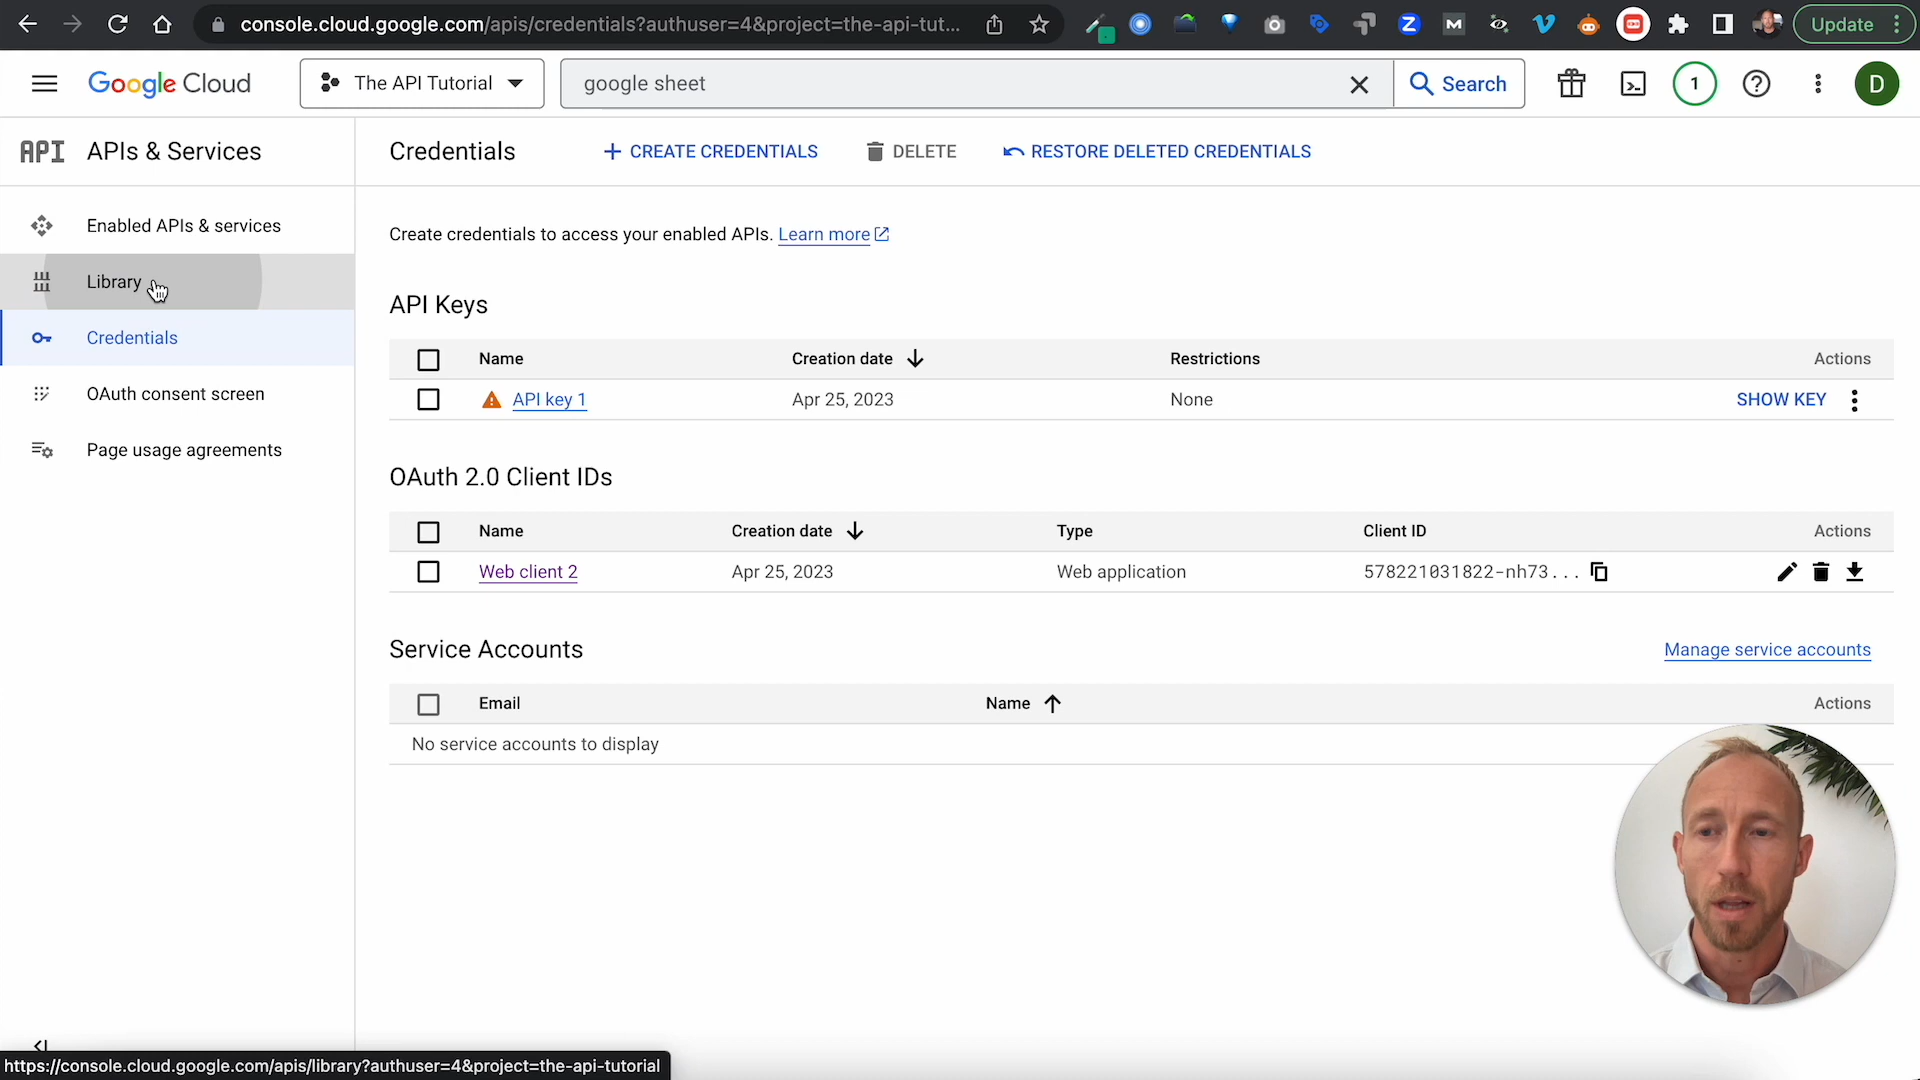 console.cloud.google.com/apis/credentials?authuser=4&project=the-api-tut...
Update
Google Cloud
The API Tutorial
google sheet
Search
1
D
API APIs & Services
Credentials
CREATE CREDENTIALS
DELETE
RESTORE DELETED CREDENTIALS
Enabled APIs & services
Library
Credentials
OAuth consent screen
Page usage agreements
Create credentials to access your enabled APIs. Learn more
API Keys
Name Creation date Restrictions Actions
API key 1 Apr 25, 2023 None SHOW KEY
OAuth 2.0 Client IDs
Name Creation date Type Client ID Actions
Web client 2 Apr 25, 2023 Web application 578221031822-nh73...
Service Accounts
Manage service accounts
Email Name Actions
No service accounts to display
https://console.cloud.google.com/apis/library?authuser=4&project=the-api-tutorial